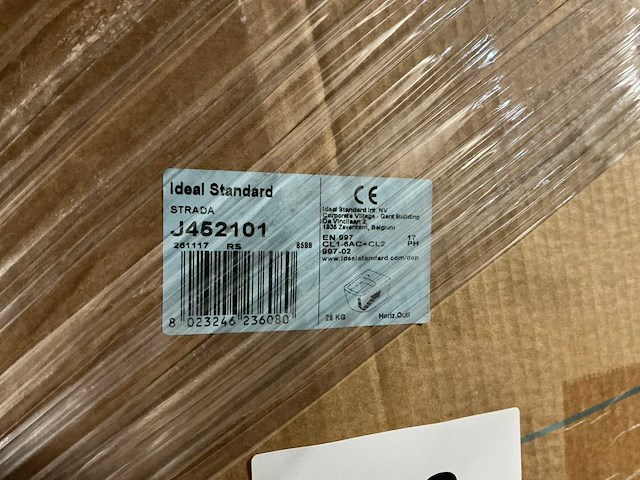 Ideal Standard
STRADA
J452101
261117 RS 8589
8 023246 236080
CE
Ideal Standard Int. NV
Corporate Village - Gent Building
Da Vincilaan 2
1935 Zaventem, Belgium
EN 997 17
CL1-6AC+CL2 PH
997-02
www.idealstandard.com/dop
28 KG Horiz.Outl